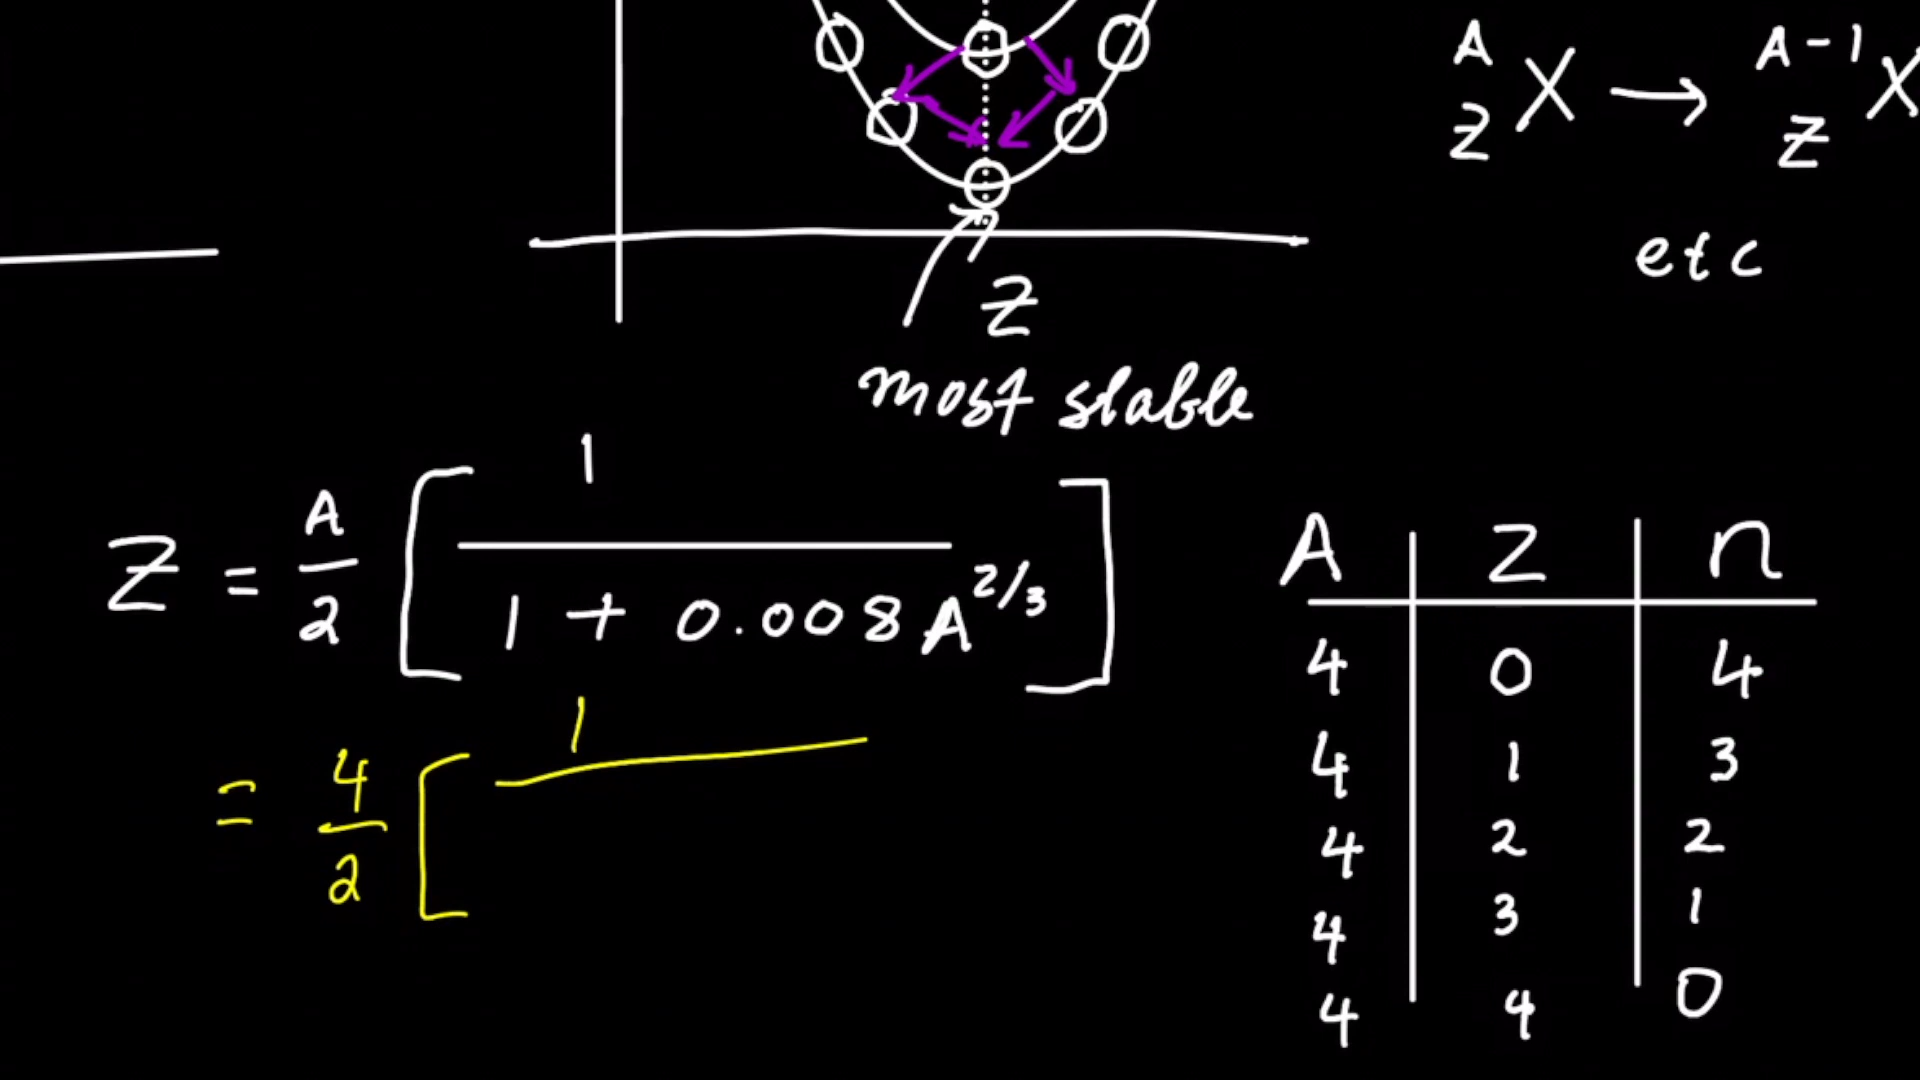 A/Z X → A-1/Z X
etc
Z
most stable
Z = A/2 [ 1 / 1 + 0.008 A^2/3 ]
= 4/2 [ 1 /
A Z n
4 0 4
4 1 3
4 2 2
4 3 1
4 4 0